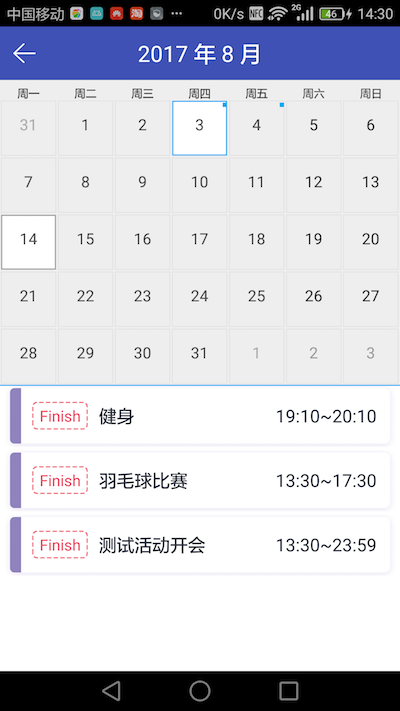 中国移动 0K/s NFC 2G 46 14:30
2017 年 8 月
周一 周二 周三 周四 周五 周六 周日
31 1 2 3 4 5 6
7 8 9 10 11 12 13
14 15 16 17 18 19 20
21 22 23 24 25 26 27
28 29 30 31 1 2 3
Finish 健身 19:10~20:10
Finish 羽毛球比赛 13:30~17:30
Finish 测试活动开会 13:30~23:59